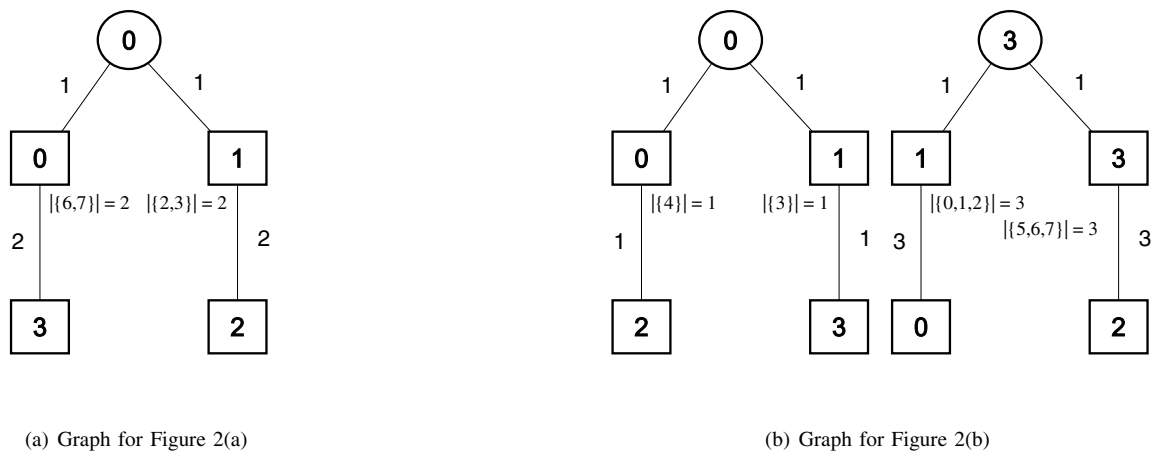 0 0 3
1 1 1 1 1 1
0 1 0 1 1 3
|{6,7}| = 2 |{2,3}| = 2 |{4}| = 1 |{3}| = 1 |{0,1,2}| = 3
|{5,6,7}| = 3
2 2 1 1 3 3
3 2 2 3 0 2
(a) Graph for Figure 2(a) (b) Graph for Figure 2(b)